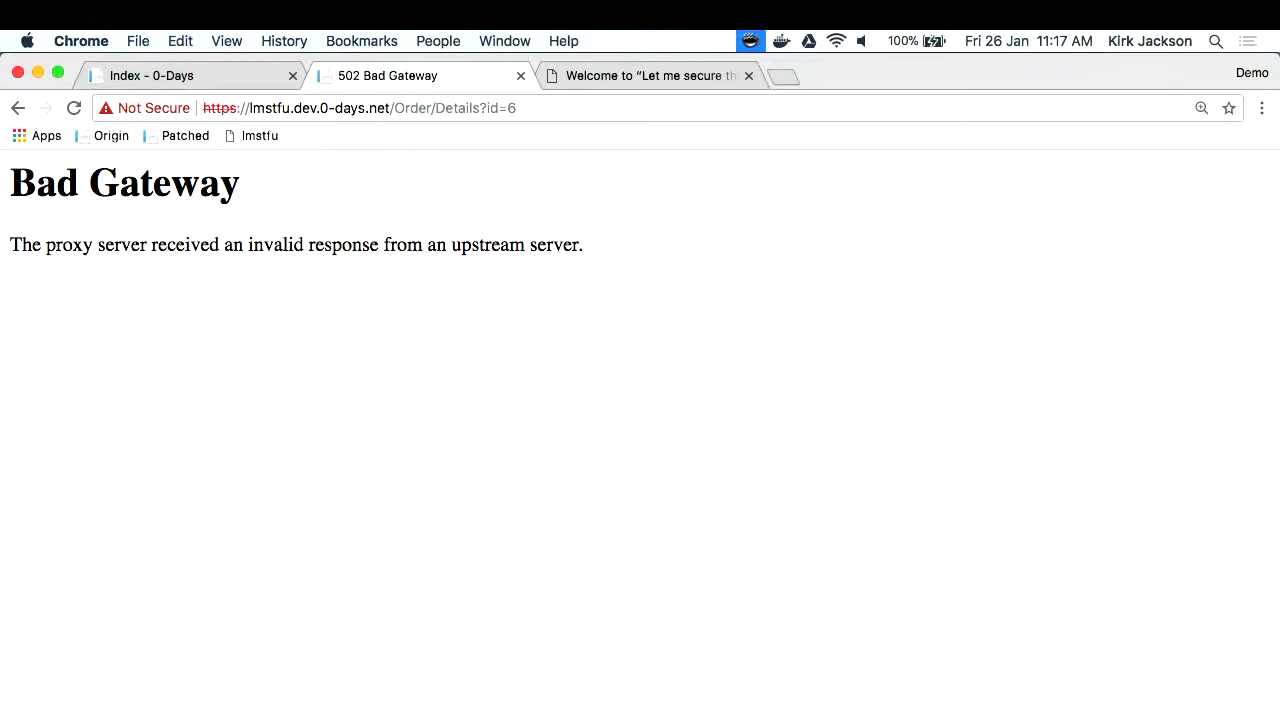 Chrome File Edit View History Bookmarks People Window Help 100% Fri 26 Jan 11:17 AM Kirk Jackson
Index - 0-Days 502 Bad Gateway Welcome to “Let me secure th Demo
Not Secure https://lmstfu.dev.0-days.net/Order/Details?id=6
Apps Origin Patched lmstfu
Bad Gateway
The proxy server received an invalid response from an upstream server.